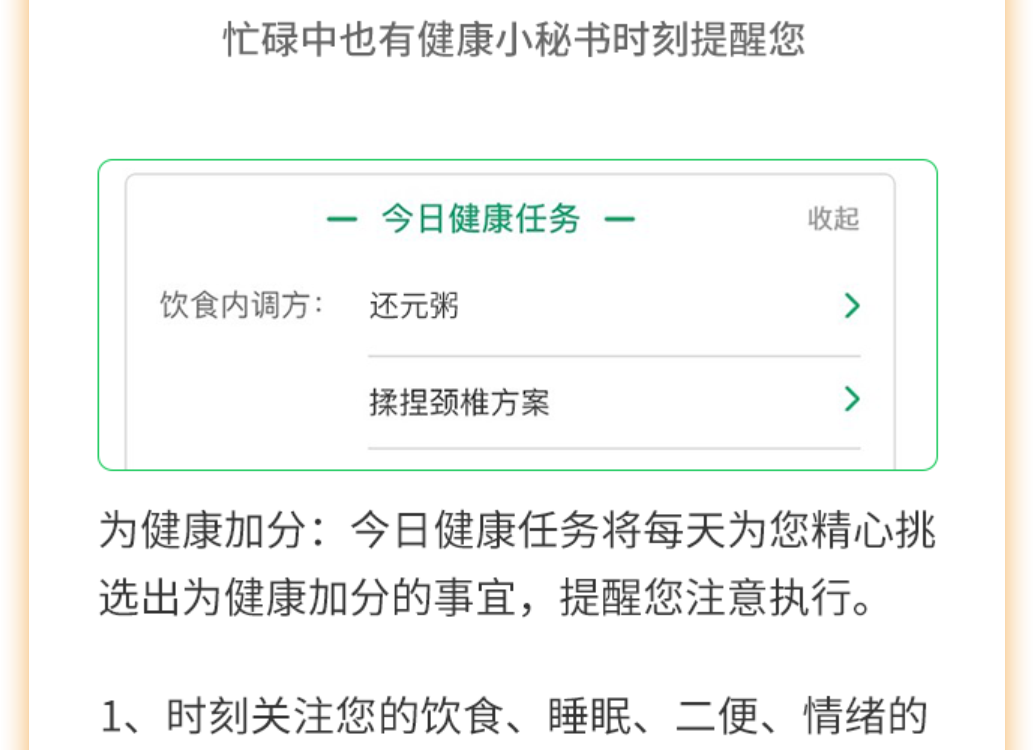 忙碌中也有健康小秘书时刻提醒您
今日健康任务
收起
饮食内调方：
还元粥
揉捏颈椎方案
为健康加分：今日健康任务将每天为您精心挑
选出为健康加分的事宜，提醒您注意执行。
1、时刻关注您的饮食、睡眠、二便、情绪的